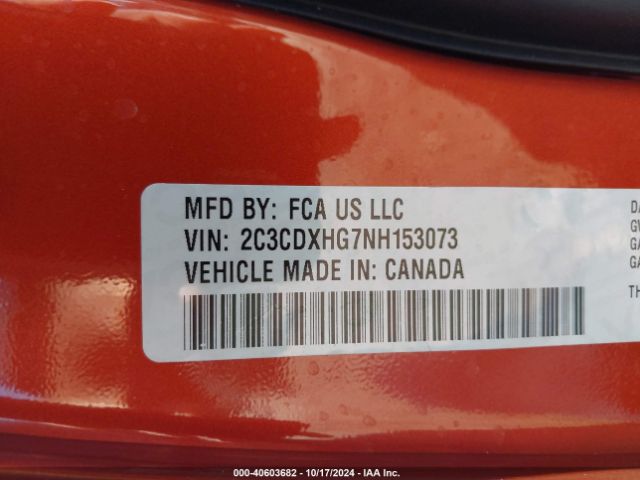 MFD BY: FCA US LLC
VIN: 2C3CDXHG7NH153073
VEHICLE MADE IN: CANADA
000-40603682 - 10/17/2024 - IAA Inc.